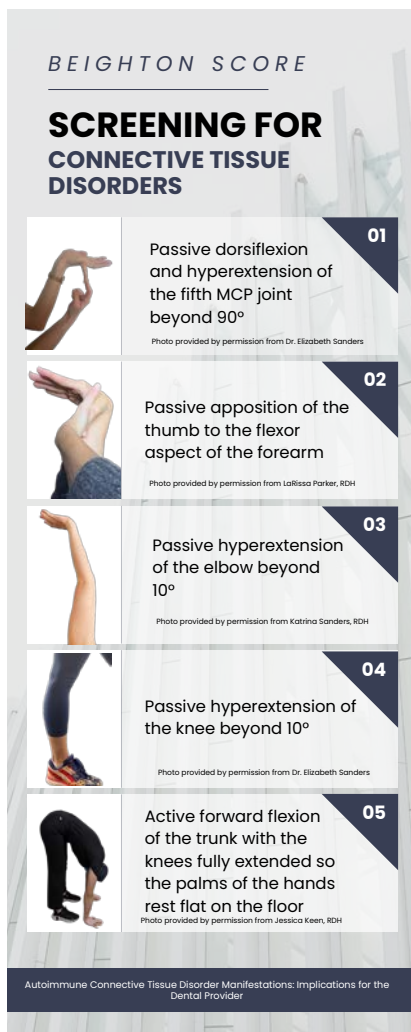 BEIGHTON SCORE
SCREENING FOR
CONNECTIVE TISSUE
DISORDERS
01
Passive dorsiflexion
and hyperextension of
the fifth MCP joint
beyond 90°
Photo provided by permission from Dr. Elizabeth Sanders
02
Passive apposition of the
thumb to the flexor
aspect of the forearm
Photo provided by permission from LaRissa Parker, RDH
03
Passive hyperextension
of the elbow beyond
10°
Photo provided by permission from Katrina Sanders, RDH
04
Passive hyperextension of
the knee beyond 10°
Photo provided by permission from Dr. Elizabeth Sanders
05
Active forward flexion
of the trunk with the
knees fully extended so
the palms of the hands
rest flat on the floor
Photo provided by permission from Jessica Keen, RDH
Autoimmune Connective Tissue Disorder Manifestations: Implications for the
Dental Provider